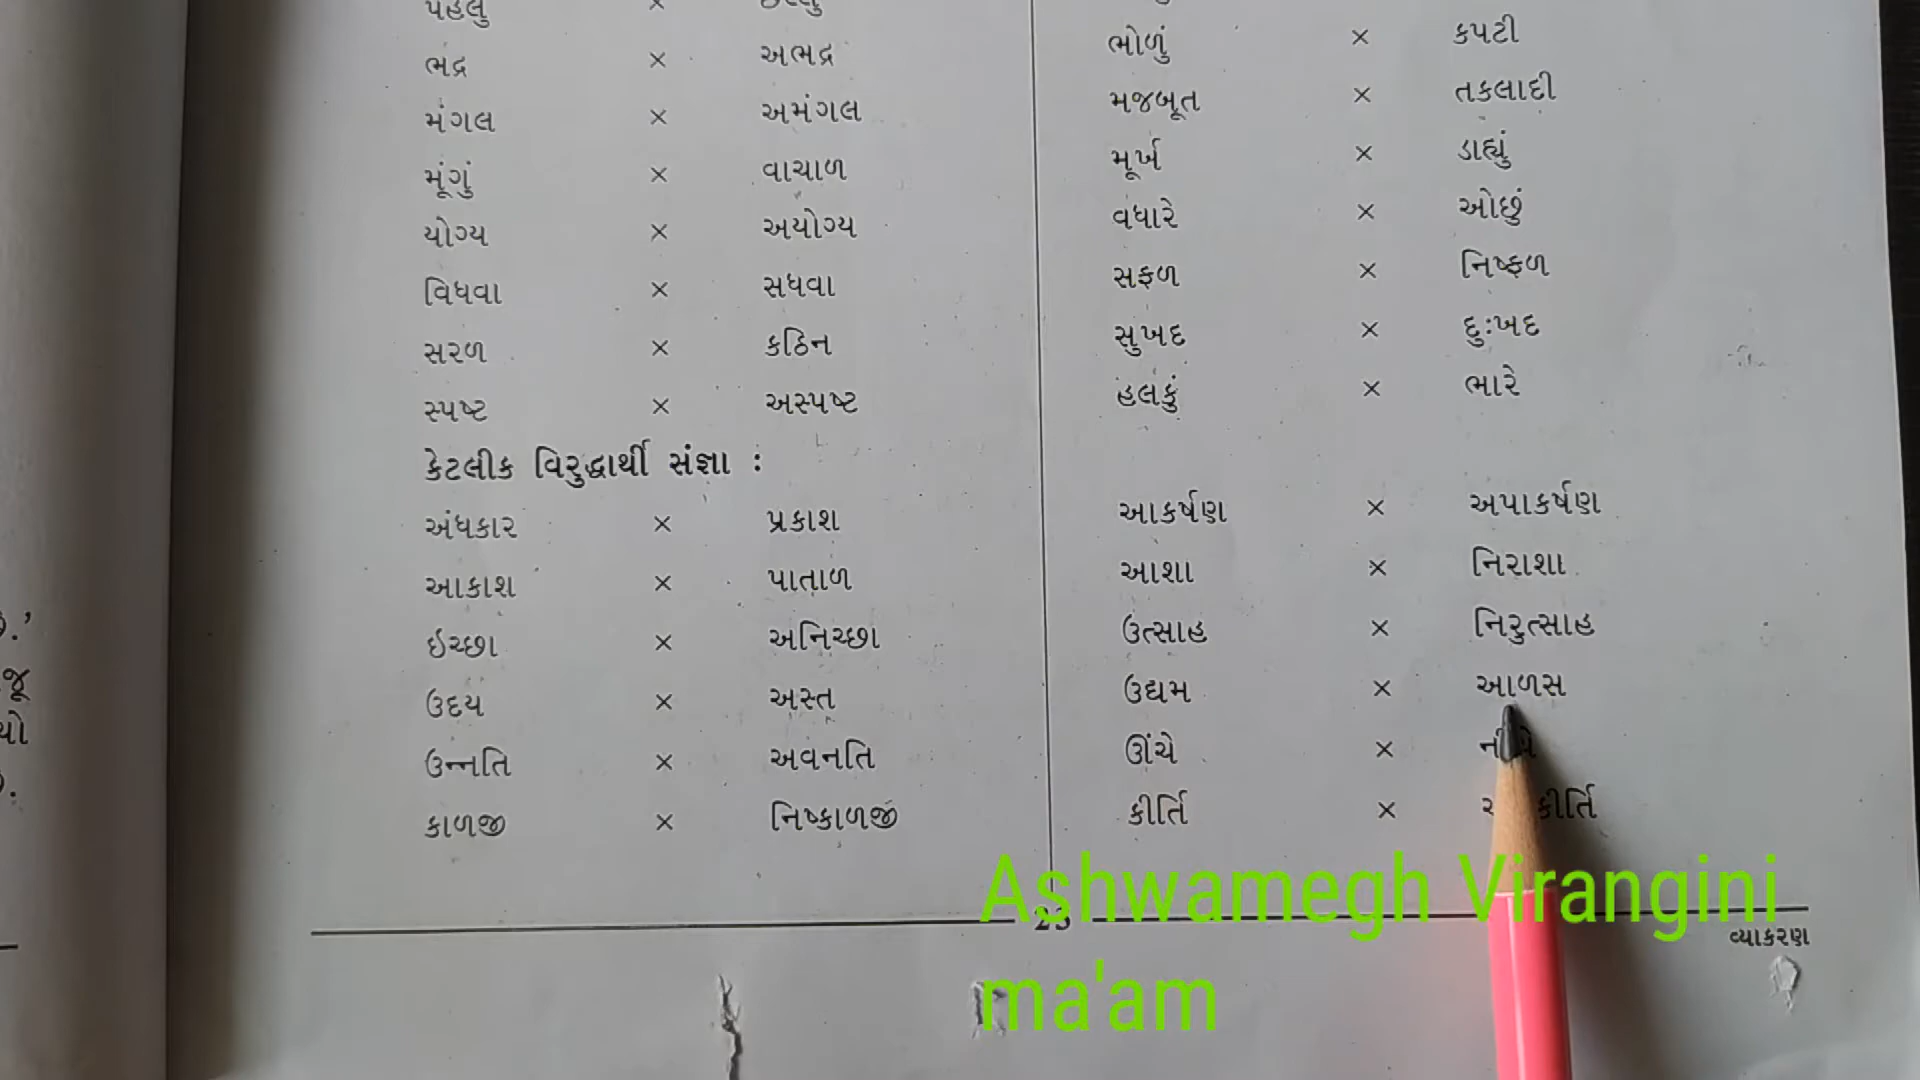 પહેલું ×
ભદ્ર × અભદ્ર
મંગલ × અમંગલ
મૂંગું × વાચાળ
યોગ્ય × અયોગ્ય
વિધવા × સધવા
સરળ × કઠિન
સ્પષ્ટ × અસ્પષ્ટ
કેટલીક વિરુદ્ધાર્થી સંજ્ઞા :
અંધકાર × પ્રકાશ
આકાશ × પાતાળ
ઇચ્છા × અનિચ્છા
ઉદય × અસ્ત
ઉન્નતિ × અવનતિ
કાળજી × નિષ્કાળજી
ભોળું × કપટી
મજબૂત × તકલાદી
મૂર્ખ × ડાહ્યું
વધારે × ઓછું
સફળ × નિષ્ફળ
સુખદ × દુઃખદ
હલકું × ભારે
આકર્ષણ × અપાકર્ષણ
આશા × નિરાશા
ઉત્સાહ × નિરુત્સાહ
ઉદ્યમ × આળસ
ઊંચે ×
કીર્તિ ×
વ્યાકરણ
Ashwamegh Virangini
ma'am